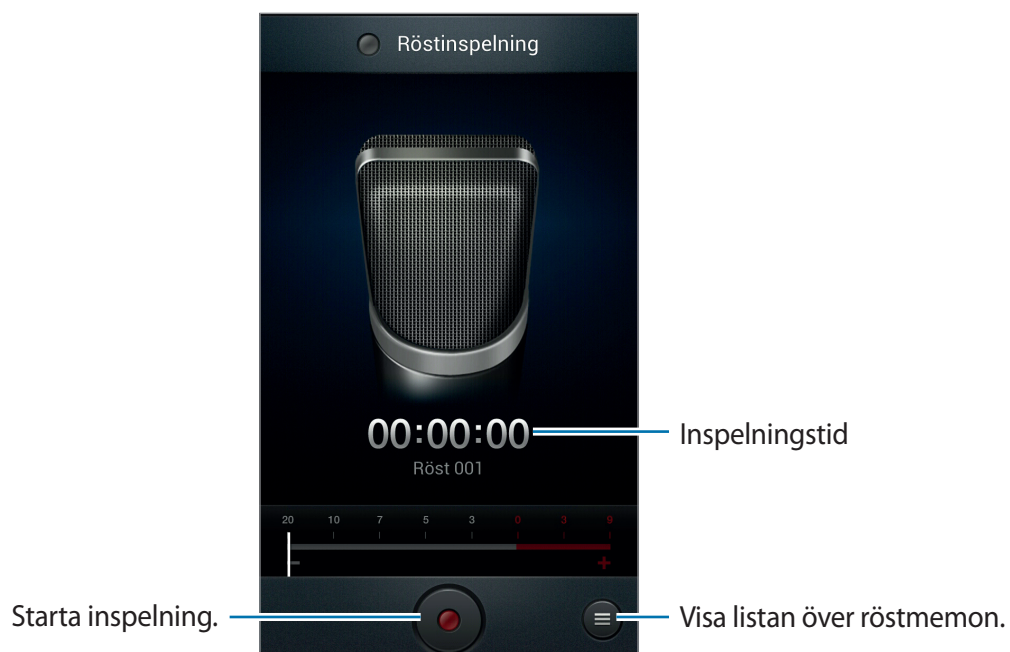 Röstinspelning
00:00:00
Inspelningstid
Röst 001
20 10 7 5 3 0 3 9
- +
Starta inspelning.
Visa listan över röstmemon.